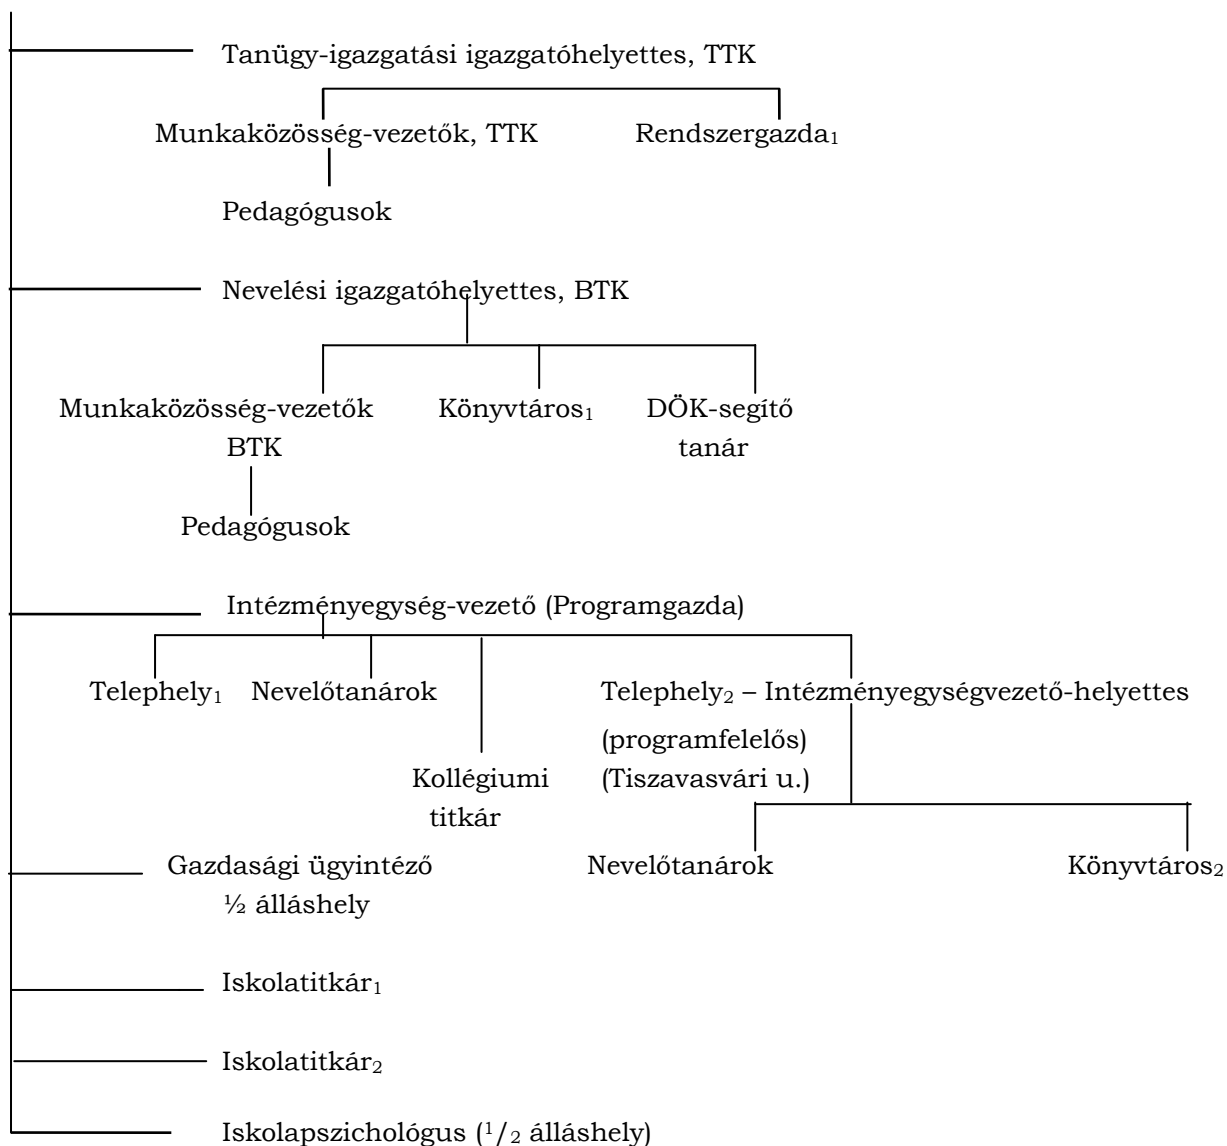 Tanügy-igazgatási igazgatóhelyettes, TTK
Munkaközösség-vezetők, TTK Rendszergazda₁
Pedagógusok
Nevelési igazgatóhelyettes, BTK
Munkaközösség-vezetők Könyvtáros₁ DÖK-segítő
BTK tanár
Pedagógusok
Intézményegység-vezető (Programgazda)
Telephely₁ Nevelőtanárok Telephely₂ – Intézményegységvezető-helyettes
(programfelelős)
Kollégiumi (Tiszavasvári u.)
titkár
Gazdasági ügyintéző Nevelőtanárok Könyvtáros₂
½ álláshely
Iskolatitkár₁
Iskolatitkár₂
Iskolapszichológus (¹/₂ álláshely)